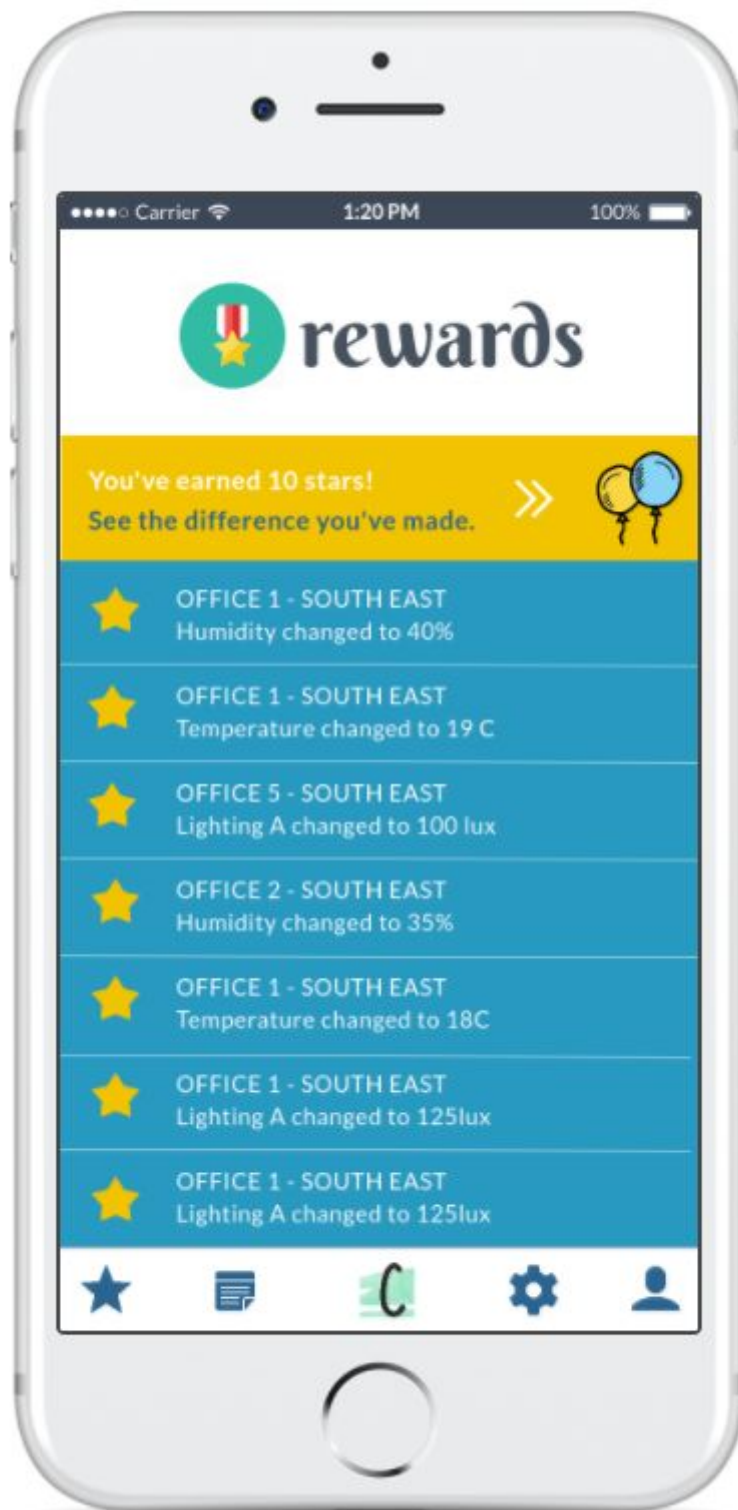 Carrier
1:20 PM
100%
rewards
You've earned 10 stars!
See the difference you've made.
OFFICE 1 - SOUTH EAST
Humidity changed to 40%
OFFICE 1 - SOUTH EAST
Temperature changed to 19 C
OFFICE 5 - SOUTH EAST
Lighting A changed to 100 lux
OFFICE 2 - SOUTH EAST
Humidity changed to 35%
OFFICE 1 - SOUTH EAST
Temperature changed to 18C
OFFICE 1 - SOUTH EAST
Lighting A changed to 125lux
OFFICE 1 - SOUTH EAST
Lighting A changed to 125lux
C